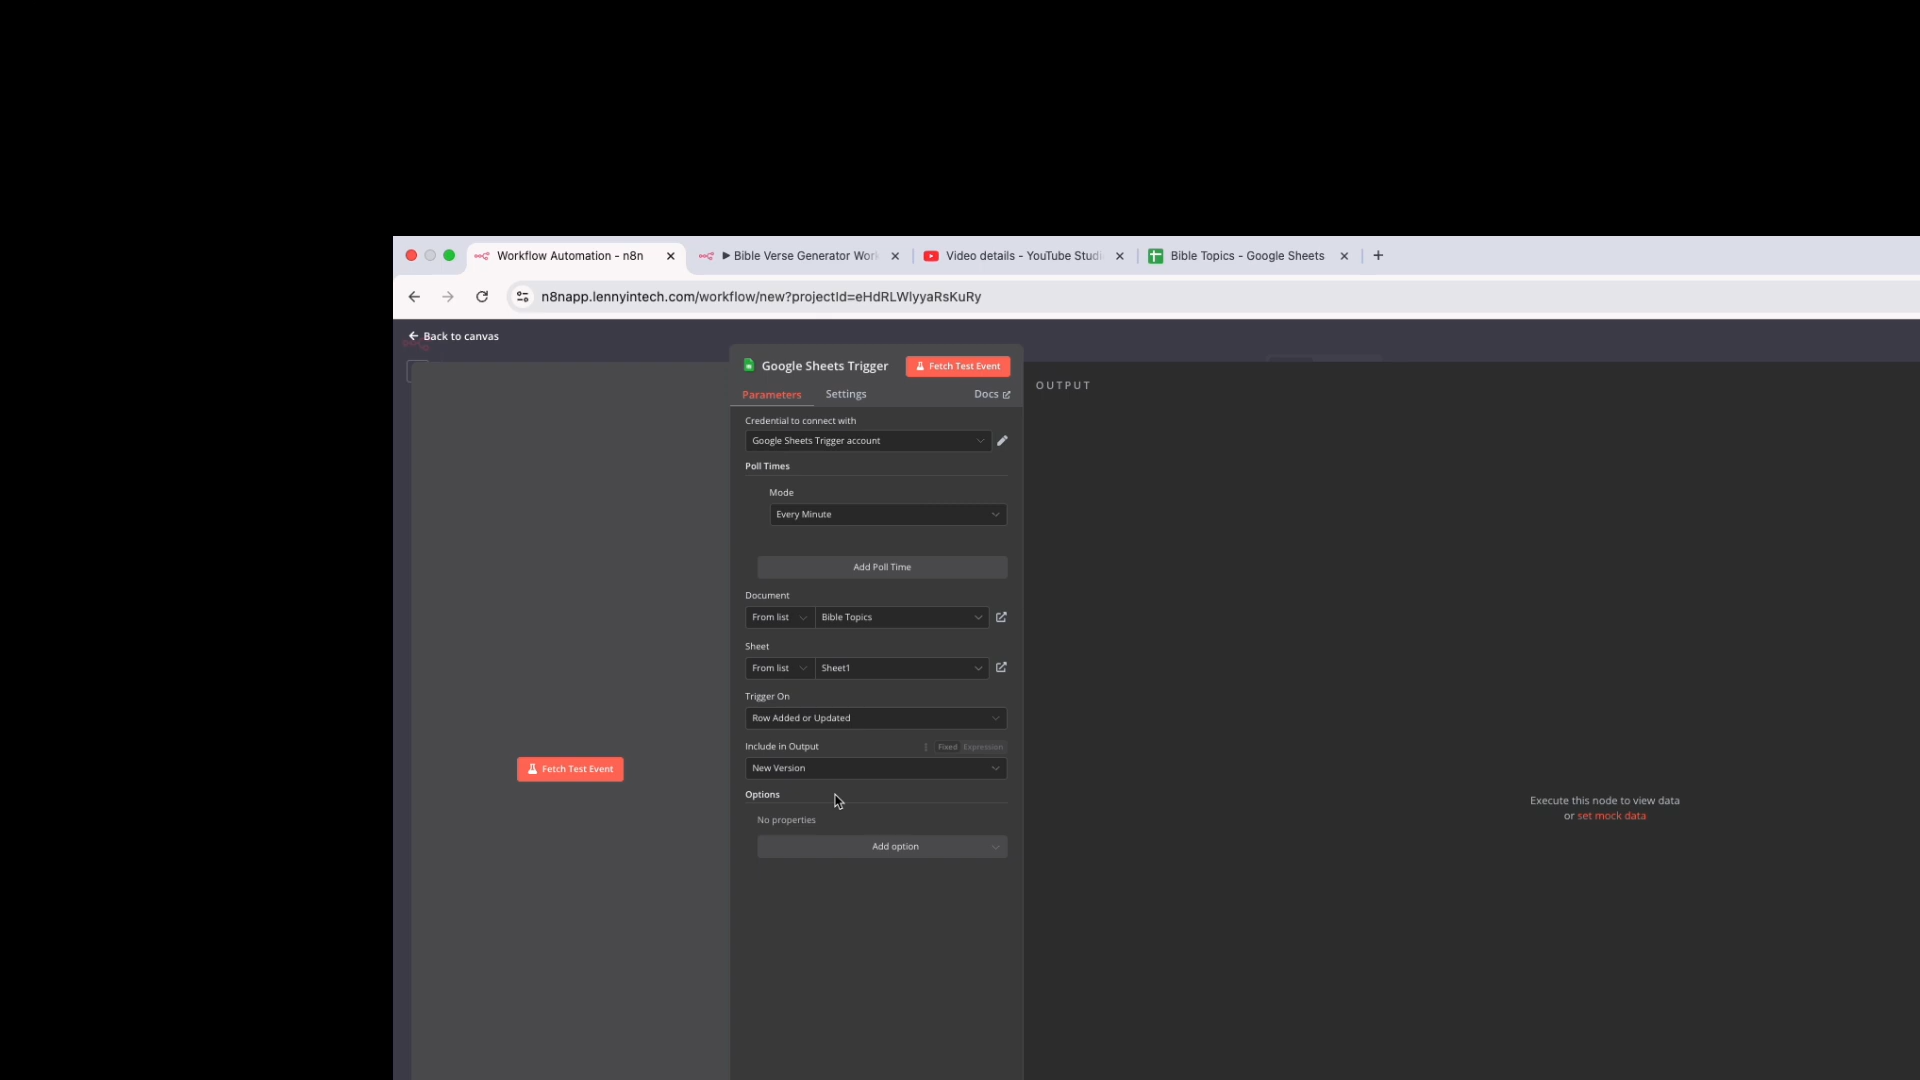 Workflow Automation - n8n
Bible Verse Generator Work
Video details - YouTube Studi
Bible Topics - Google Sheets
n8napp.lennyintech.com/workflow/new?projectId=eHdRLWlyyaRsKuRy
Back to canvas
Google Sheets Trigger
Fetch Test Event
Parameters
Settings
Docs
OUTPUT
Credential to connect with
Google Sheets Trigger account
Poll Times
Mode
Every Minute
Add Poll Time
Document
From list
Bible Topics
Sheet
From list
Sheet1
Trigger On
Row Added or Updated
Include in Output
Fixed
Expression
New Version
Fetch Test Event
Options
No properties
Add option
Execute this node to view data
or set mock data